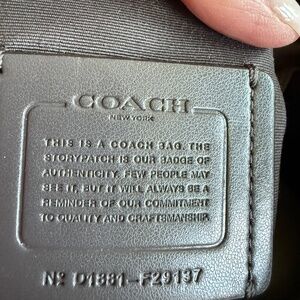 COACH
NEW YORK
THIS IS A COACH BAG. THE
STORYPATCH IS OUR BADGE OF
AUTHENTICITY. FEW PEOPLE MAY
SEE IT, BUT IT WILL ALWAYS BE A
REMINDER OF OUR COMMITMENT
TO QUALITY AND CRAFTSMANSHIP.
Nº D1881-F29137